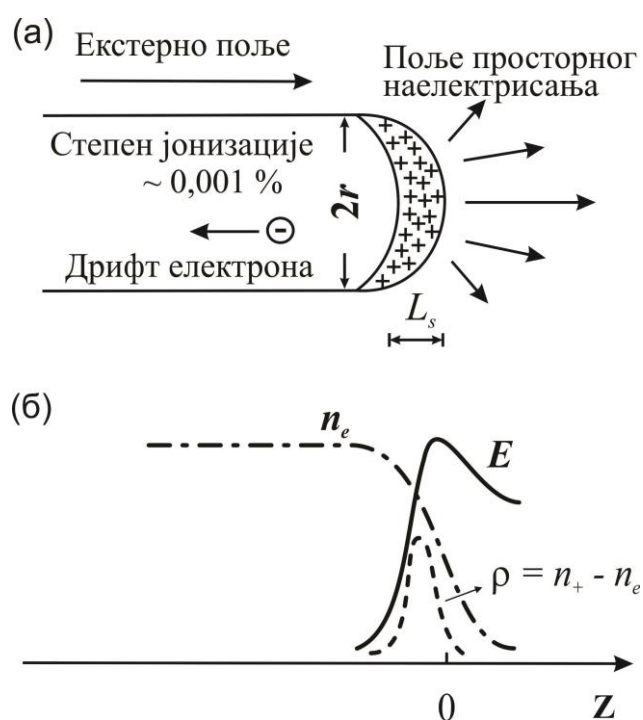 (а)
Екстерно поље
Поље просторног
наелектрисања
Степен јонизације
~ 0,001 %
2r
Дрифт електрона
L_s
(б)
n_e
E
ρ = n_+ - n_e
0
Z